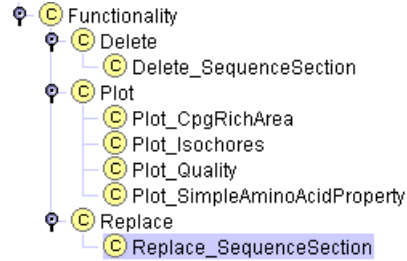 C Functionality
C Delete
C Delete_SequenceSection
C Plot
C Plot_CpgRichArea
C Plot_Isochores
C Plot_Quality
C Plot_SimpleAminoAcidProperty
C Replace
C Replace_SequenceSection